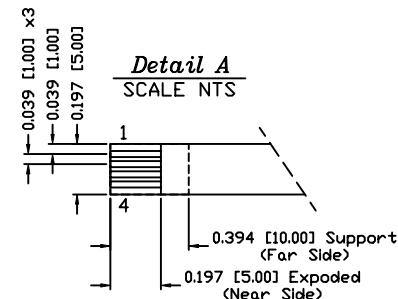 0.039 [1.00] x3
0.039 [1.00]
0.197 [5.00]
Detail A
SCALE NTS
1
4
0.394 [10.00] Support
(Far Side)
0.197 [5.00] Expoded
(Near Side)